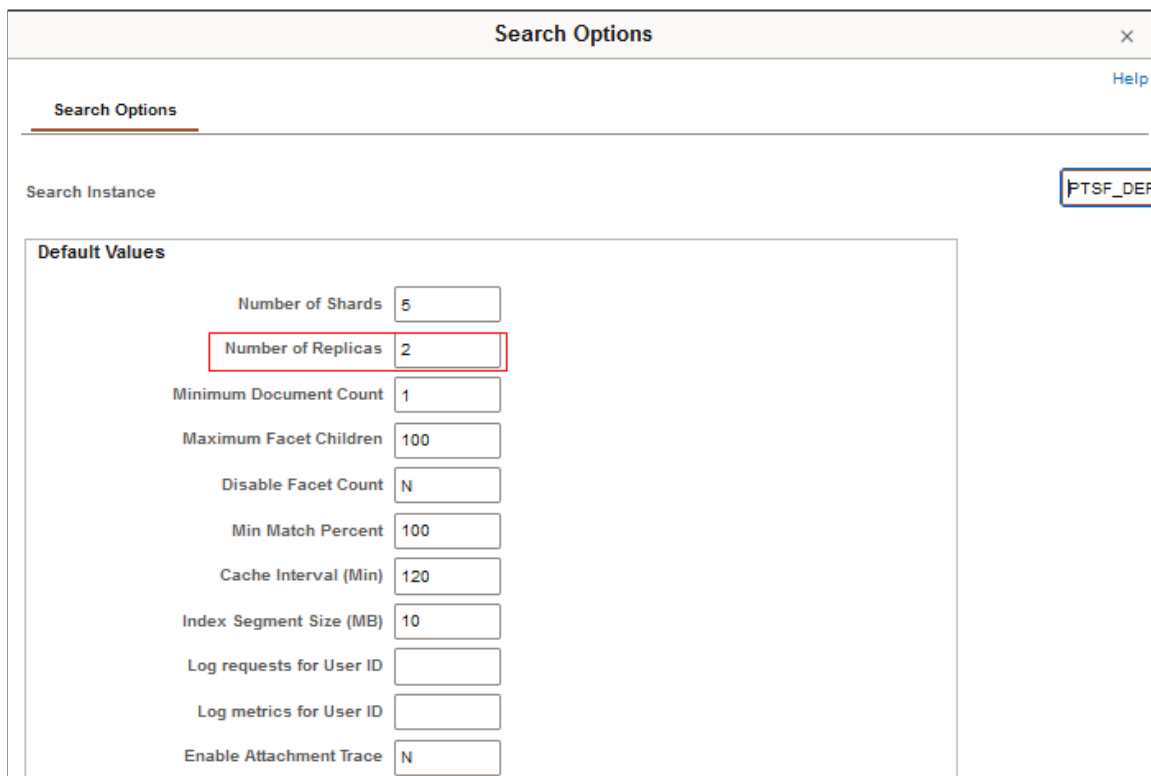 Search Options ×
Help
Search Options
Search Instance PTSF_DEF
Default Values
Number of Shards 5
Number of Replicas 2
Minimum Document Count 1
Maximum Facet Children 100
Disable Facet Count N
Min Match Percent 100
Cache Interval (Min) 120
Index Segment Size (MB) 10
Log requests for User ID
Log metrics for User ID
Enable Attachment Trace N